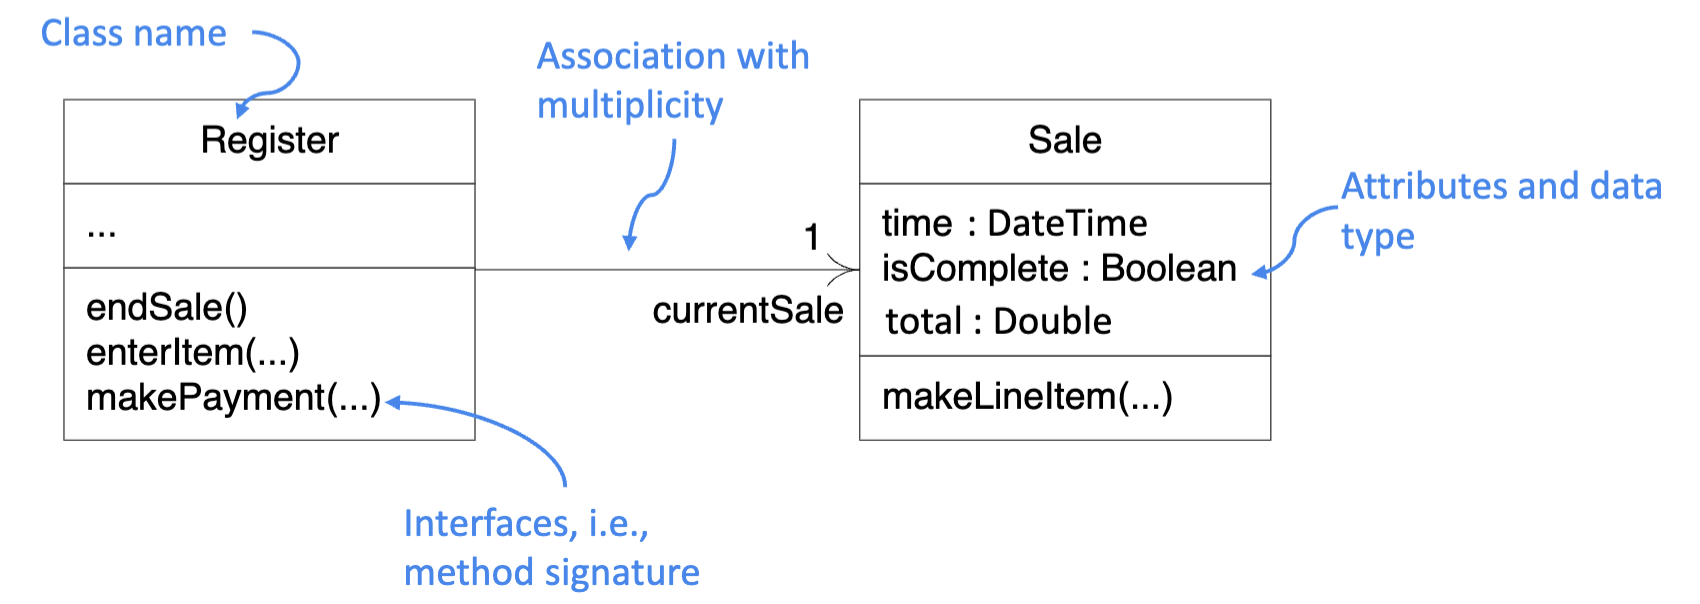 Class name
Association with
multiplicity
Register
...
endSale()
enterItem(...)
makePayment(...)
1
currentSale
Sale
time : DateTime
isComplete : Boolean
total : Double
makeLineItem(...)
Attributes and data
type
Interfaces, i.e.,
method signature